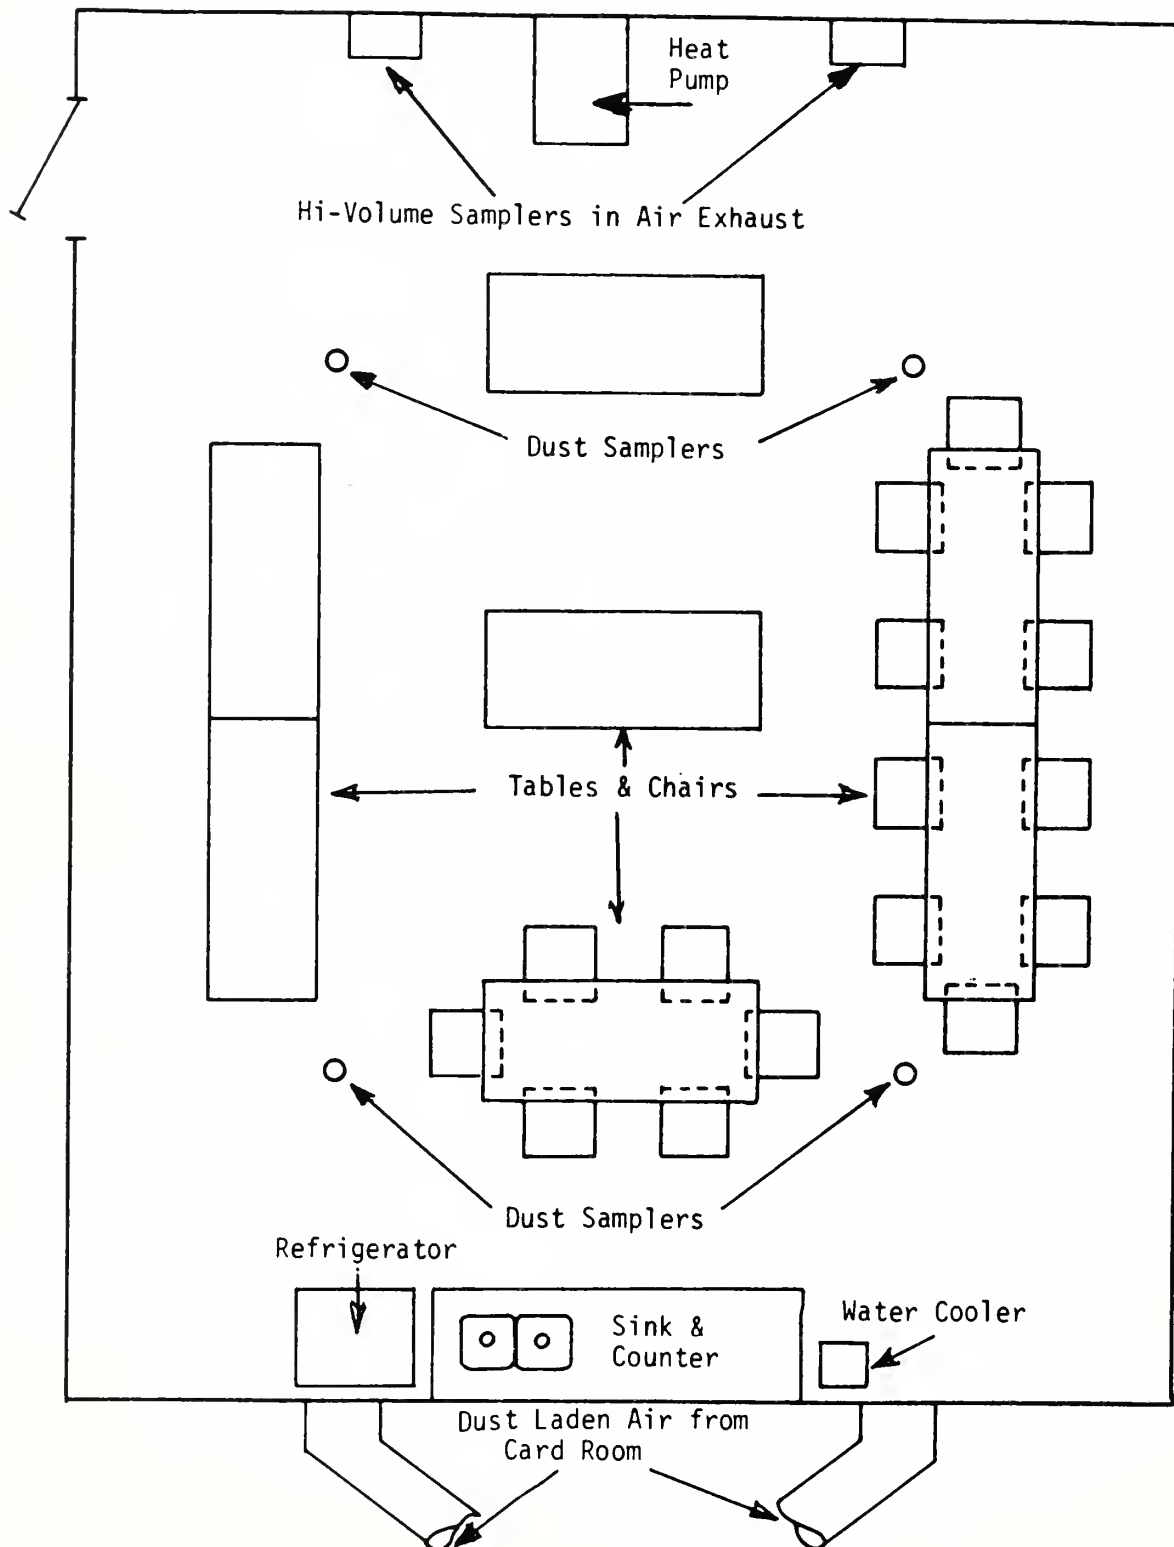 Heat
Pump
Hi-Volume Samplers in Air Exhaust
Dust Samplers
Tables & Chairs
Dust Samplers
Refrigerator
Sink &
Counter
Water Cooler
Dust Laden Air from
Card Room